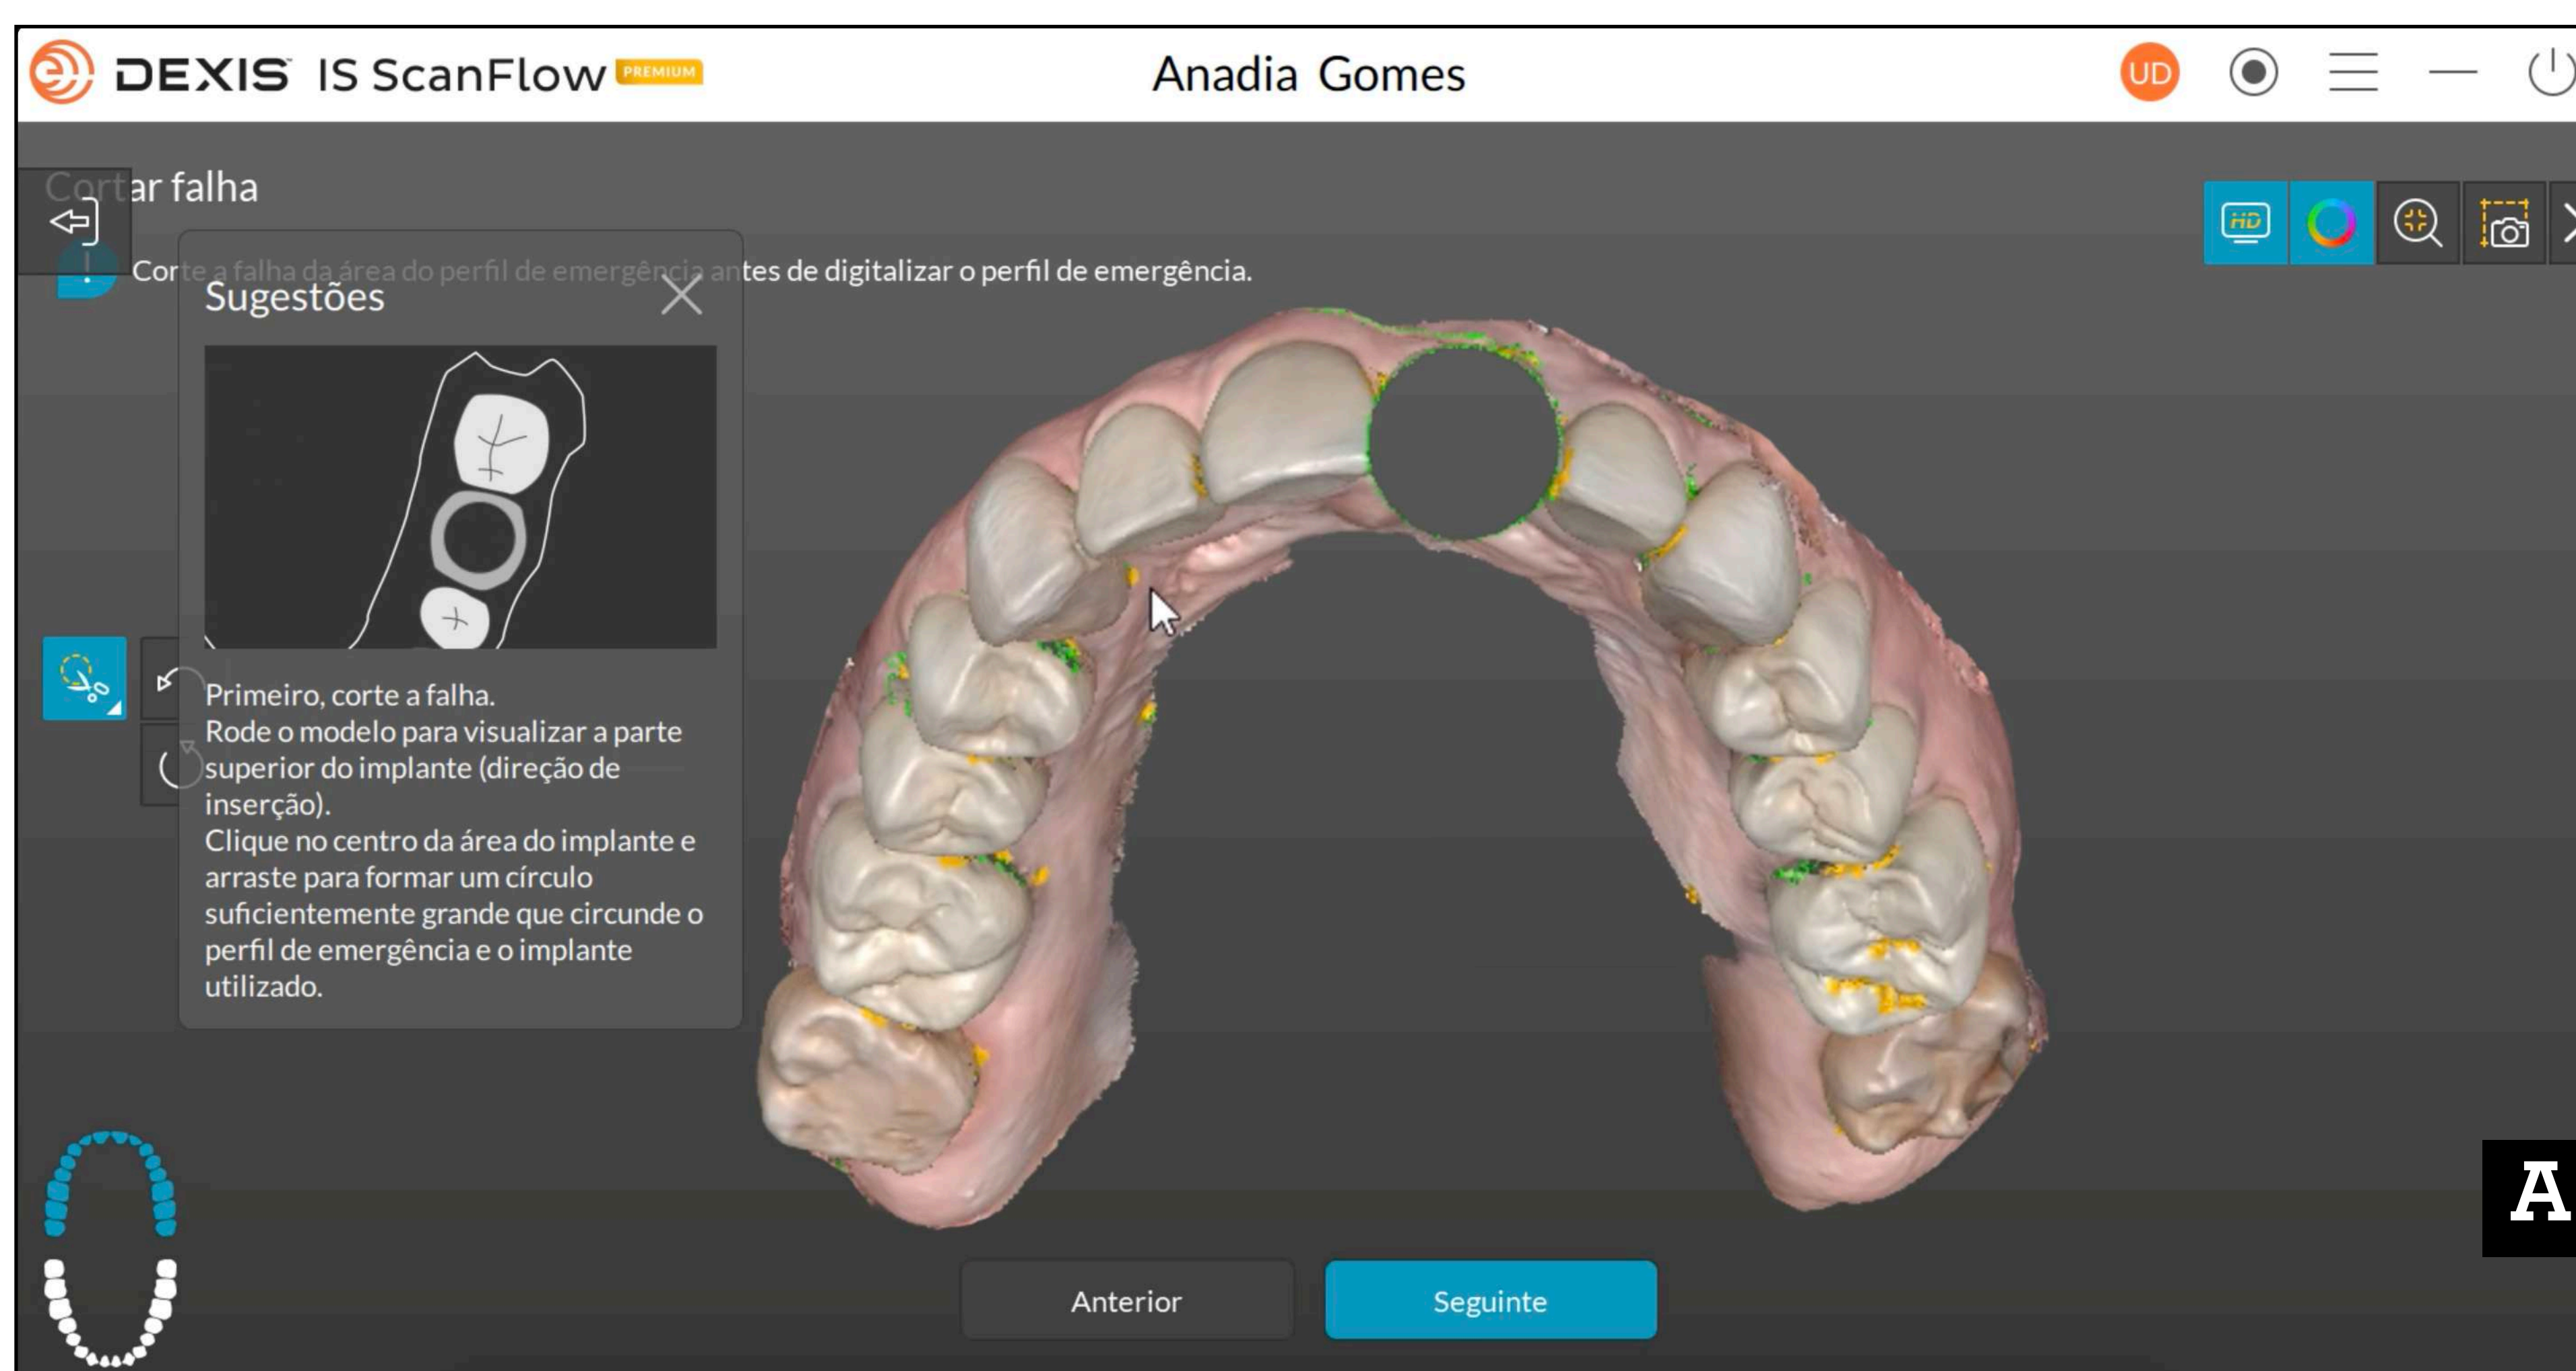 DEXIS IS ScanFlow PREMIUM
Anadia Gomes
UD
Cortar falha
HD
Corte a falha da área do perfil de emergência antes de digitalizar o perfil de emergência.
Sugestões
Primeiro, corte a falha.
Rode o modelo para visualizar a parte
superior do implante (direção de
inserção).
Clique no centro da área do implante e
arraste para formar um círculo
suficientemente grande que circunde o
perfil de emergência e o implante
utilizado.
A
Anterior
Seguinte